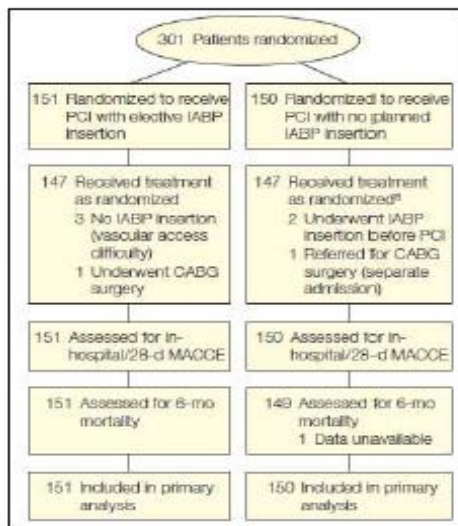 301 Patients randomized
151 Randomized to receive
PCI with elective IABP
insertion
150 Randomized to receive
PCI with no planned
IABP insertion
147 Received treatment
as randomized
3 No IABP insertion
(vascular access
difficulty)
1 Underwent CABG
surgery
147 Received treatment
as randomizedª
2 Underwent IABP
insertion before PCI
1 Referred for CABG
surgery (separate
admission)
151 Assessed for in-
hospital/28-d MACCE
150 Assessed for in-
hospital/28-d MACCE
151 Assessed for 6-mo
mortality
149 Assessed for 6-mo
mortality
1 Data unavailable
151 Included in primary
analysis
150 Included in primary
analysis